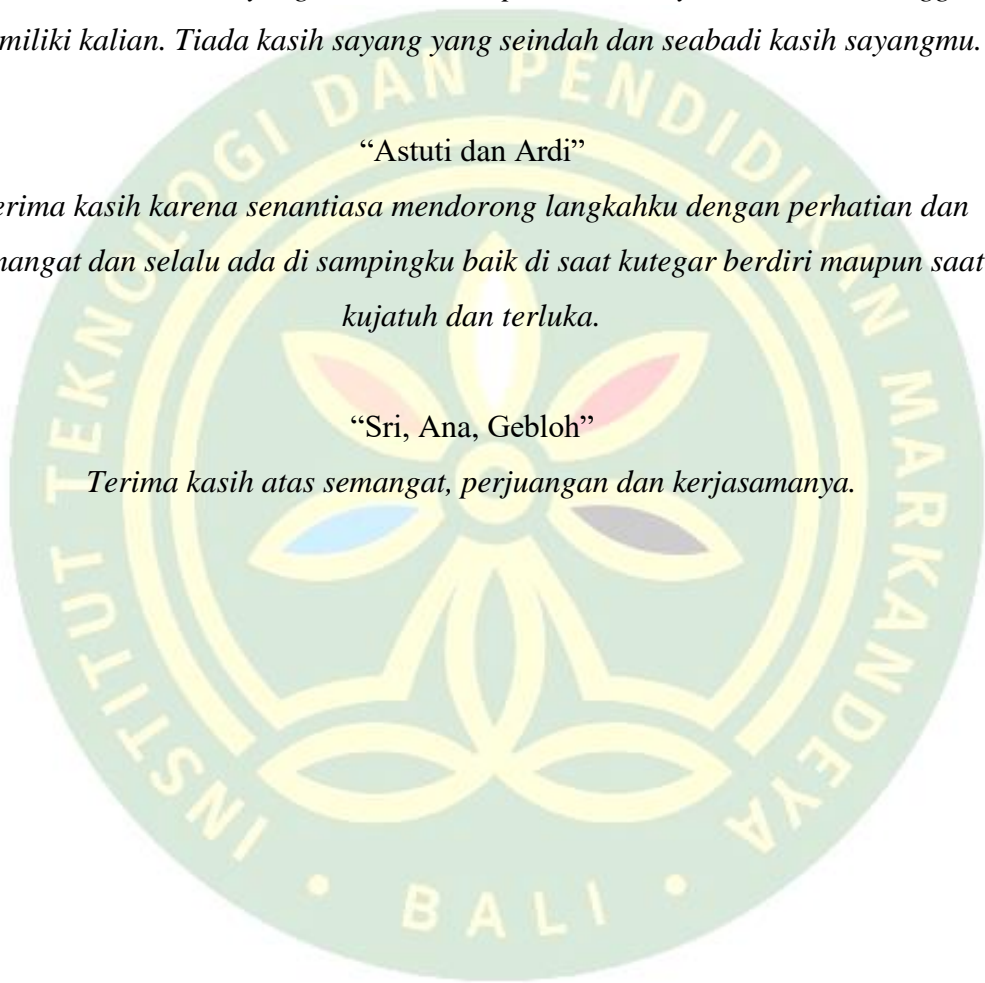 miliki kalian. Tiada kasih sayang yang seindah dan seabadi kasih sayangmu.
“Astuti dan Ardi”
erima kasih karena senantiasa mendorong langkahku dengan perhatian dan
mangat dan selalu ada di sampingku baik di saat kutegar berdiri maupun saat
kujatuh dan terluka.
“Sri, Ana, Gebloh”
Terima kasih atas semangat, perjuangan dan kerjasamanya.
INSTITUT TEKNOLOGI DAN PENDIDIKAN MARKANDEYA
• BALI •